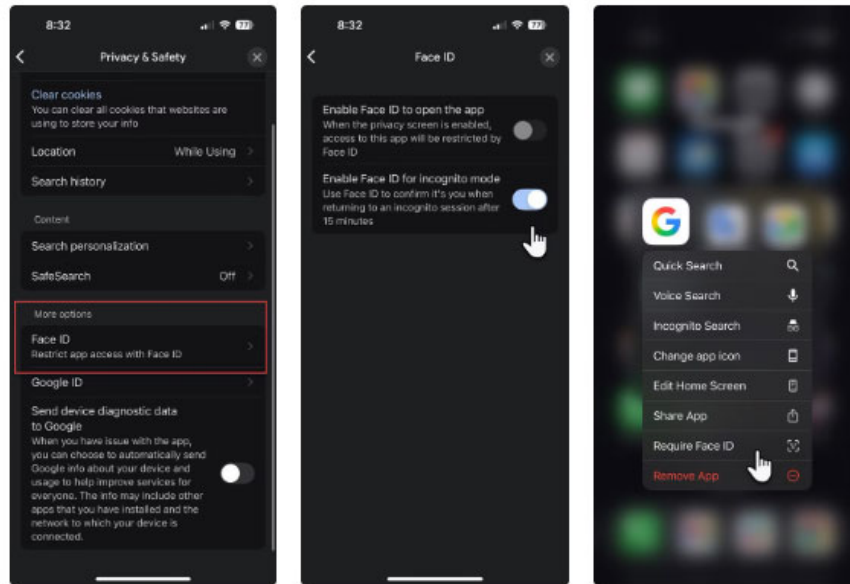 8:32
77
Privacy & Safety
Clear cookies
You can clear all cookies that websites are
using to store your info
Location While Using
Search history
Content
Search personalization
SafeSearch Off
More options
Face ID
Restrict app access with Face ID
Google ID
Send device diagnostic data
to Google
When you have issue with the app,
you can choose to automatically send
Google info about your device and
usage to help improve services for
everyone. The info may include other
apps that you have installed and the
network to which your device is
connected.
8:32
77
Face ID
Enable Face ID to open the app
When the privacy screen is enabled,
access to this app will be restricted by
Face ID
Enable Face ID for incognito mode
Use Face ID to confirm it's you when
returning to an incognito session after
15 minutes
G
Quick Search
Voice Search
Incognito Search
Change app icon
Edit Home Screen
Share App
Require Face ID
Remove App